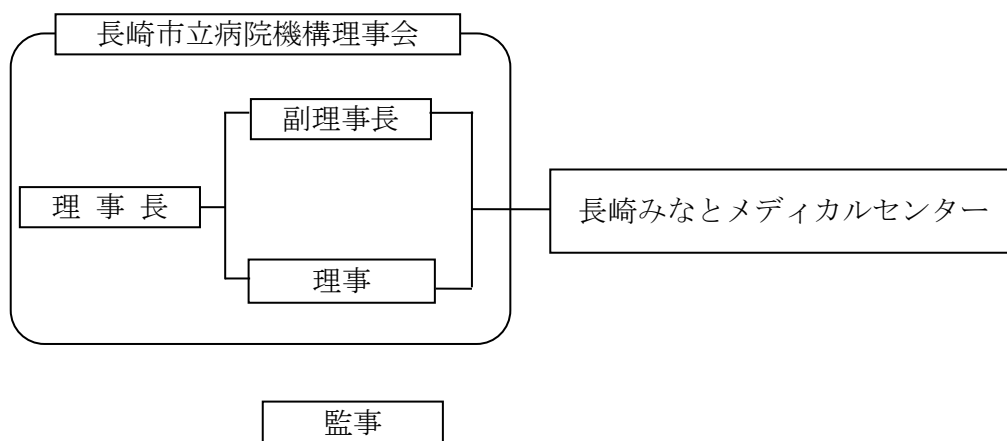 長崎市立病院機構理事会
副理事長
理 事 長
長崎みなとメディカルセンター
理事
監事